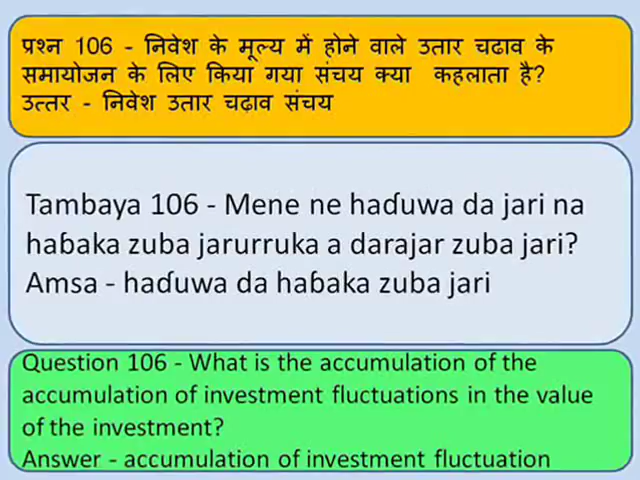 प्रश्न 106 - निवेश के मूल्य में होने वाले उतार चढाव के
समायोजन के लिए किया गया संचय क्या कहलाता है?
उत्तर - निवेश उतार चढ़ाव संचय
Tambaya 106 - Mene ne haɗuwa da jari na
haɓaka zuba jarurruka a darajar zuba jari?
Amsa - haɗuwa da haɓaka zuba jari
Question 106 - What is the accumulation of the
accumulation of investment fluctuations in the value
of the investment?
Answer - accumulation of investment fluctuation